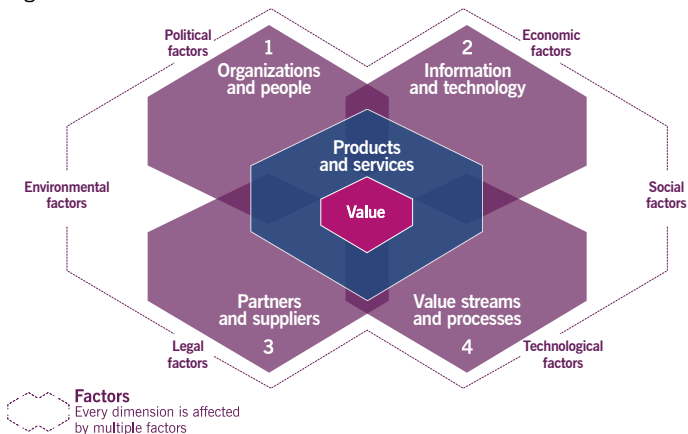 Political
factors
Economic
factors
1
Organizations
and people
2
Information
and technology
Products
and services
Value
Environmental
factors
Social
factors
Partners
and suppliers
3
Value streams
and processes
4
Legal
factors
Technological
factors
Factors
Every dimension is affected
by multiple factors